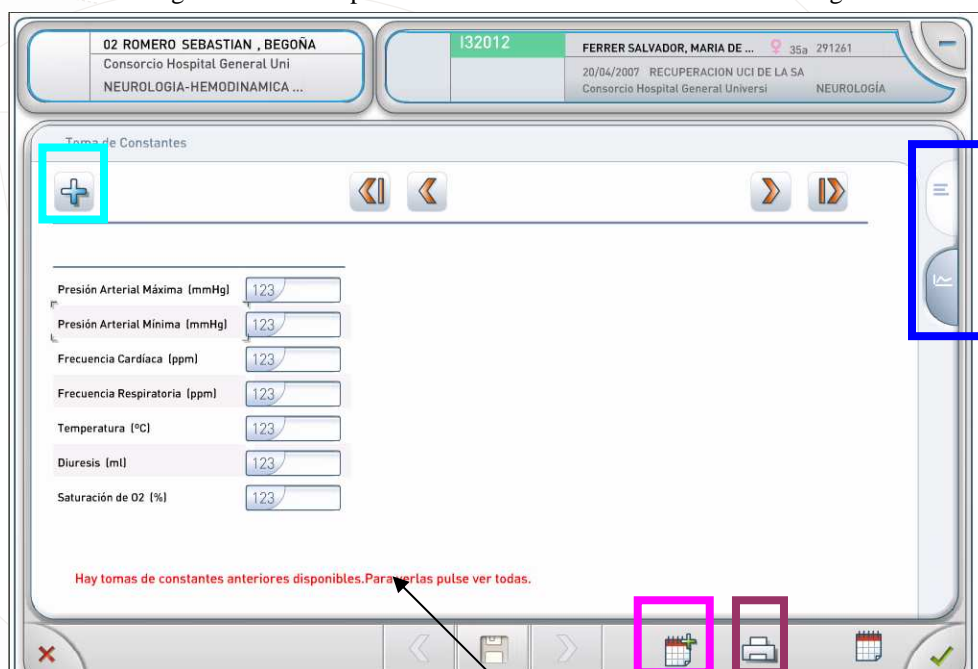 02 ROMERO SEBASTIAN , BEGOÑA
Consorcio Hospital General Uni
NEUROLOGIA-HEMODINAMICA ...
I32012
FERRER SALVADOR, MARIA DE ... 35a 291261
20/04/2007 RECUPERACION UCI DE LA SA
Consorcio Hospital General Universi NEUROLOGÍA
Toma de Constantes
Presión Arterial Máxima (mmHg) 123
Presión Arterial Mínima (mmHg) 123
Frecuencia Cardíaca (ppm) 123
Frecuencia Respiratoria (ppm) 123
Temperatura (ºC) 123
Diuresis (ml) 123
Saturación de O2 (%) 123
Hay tomas de constantes anteriores disponibles.Para verlas pulse ver todas.